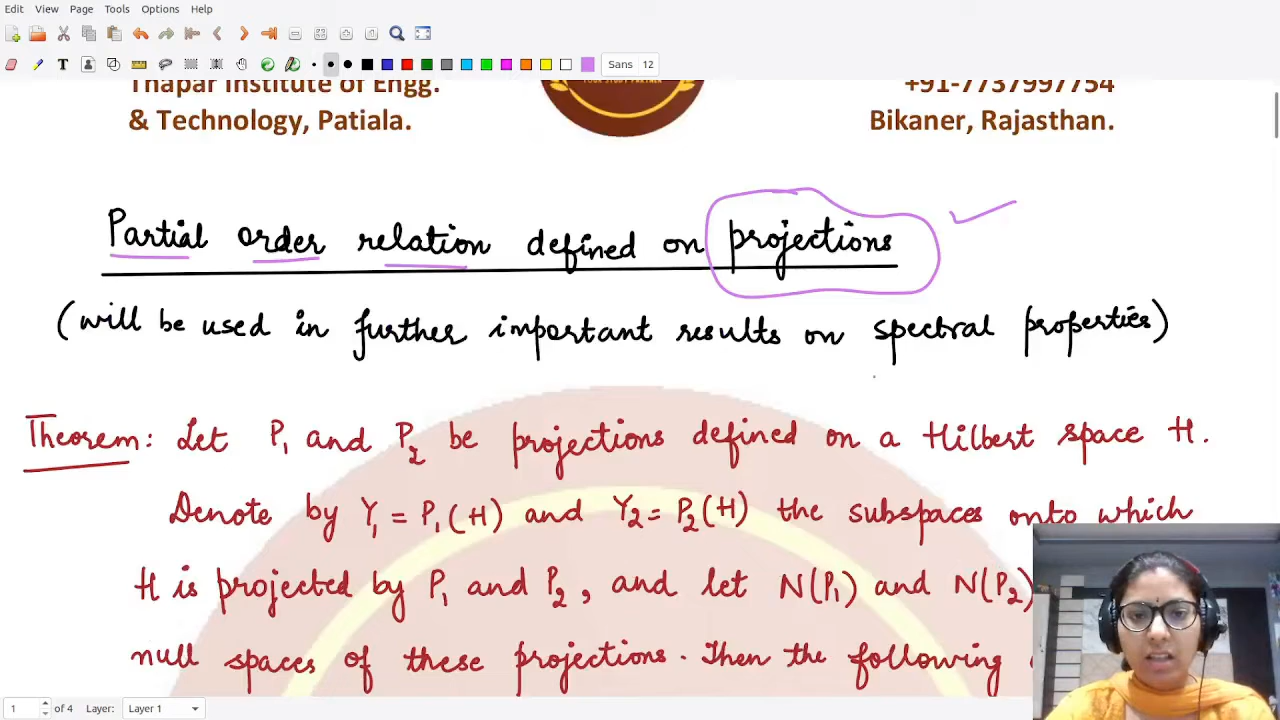 Edit View Page Tools Options Help
Sans 12
Thapar Institute of Engg.
& Technology, Patiala.
+91-7737997754
Bikaner, Rajasthan.
Partial order relation defined on projections
(will be used in further important results on spectral properties)
Theorem: Let P₁ and P₂ be projections defined on a Hilbert space H.
Denote by Y₁ = P₁(H) and Y₂ = P₂(H) the subspaces onto which
H is projected by P₁ and P₂, and let N(P₁) and N(P₂)
null spaces of these projections. Then the following
1 of 4 Layer: Layer 1